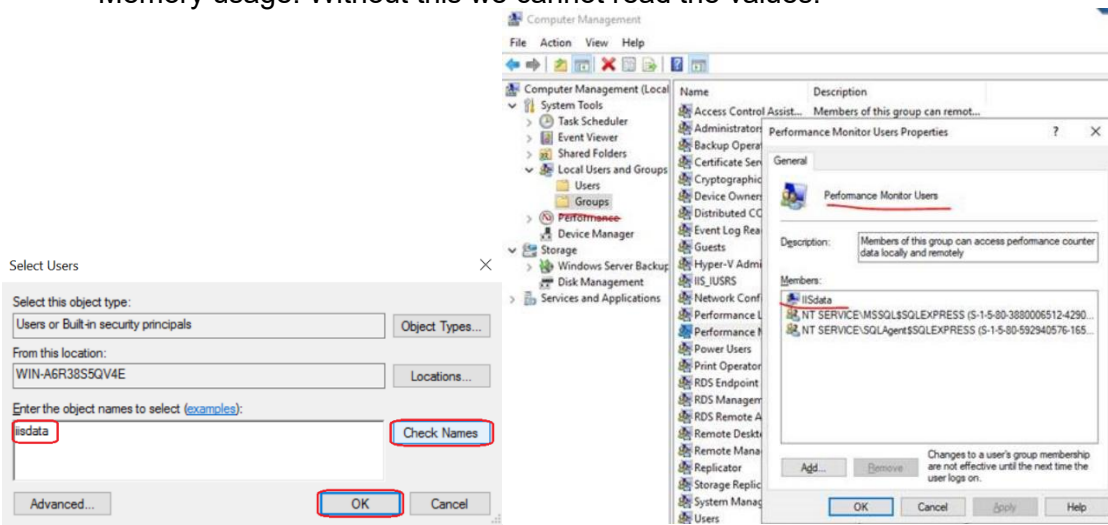 Memory usage. Without this we cannot read the values.
Computer Management
File Action View Help
Computer Management (Local
System Tools
Task Scheduler
Event Viewer
Shared Folders
Local Users and Groups
Users
Groups
Performance
Device Manager
Storage
Windows Server Backup
Disk Management
Services and Applications
Name Description
Access Control Assist... Members of this group can remot...
Administrators
Backup Operat
Certificate Serv
Cryptographic
Device Owners
Distributed CO
Event Log Rea
Guests
Hyper-V Admi
IIS_IUSRS
Network Confi
Performance L
Performance M
Power Users
Print Operator
RDS Endpoint
RDS Managem
RDS Remote A
Remote Deskt
Remote Mana
Replicator
Storage Replic
System Manag
Users
Performance Monitor Users Properties ? X
General
Performance Monitor Users
Description: Members of this group can access performance counter
data locally and remotely
Members:
IISdata
NT SERVICE\MSSQL$SQLEXPRESS (S-1-5-80-3880006512-4290...
NT SERVICE\SQLAgent$SQLEXPRESS (S-1-5-80-592940576-165...
Add... Remove
Changes to a user's group membership
are not effective until the next time the
user logs on.
OK Cancel Apply Help
Select Users
Select this object type:
Users or Built-in security principals Object Types...
From this location:
WIN-A6R38S5QV4E Locations...
Enter the object names to select (examples):
iisdata Check Names
Advanced... OK Cancel